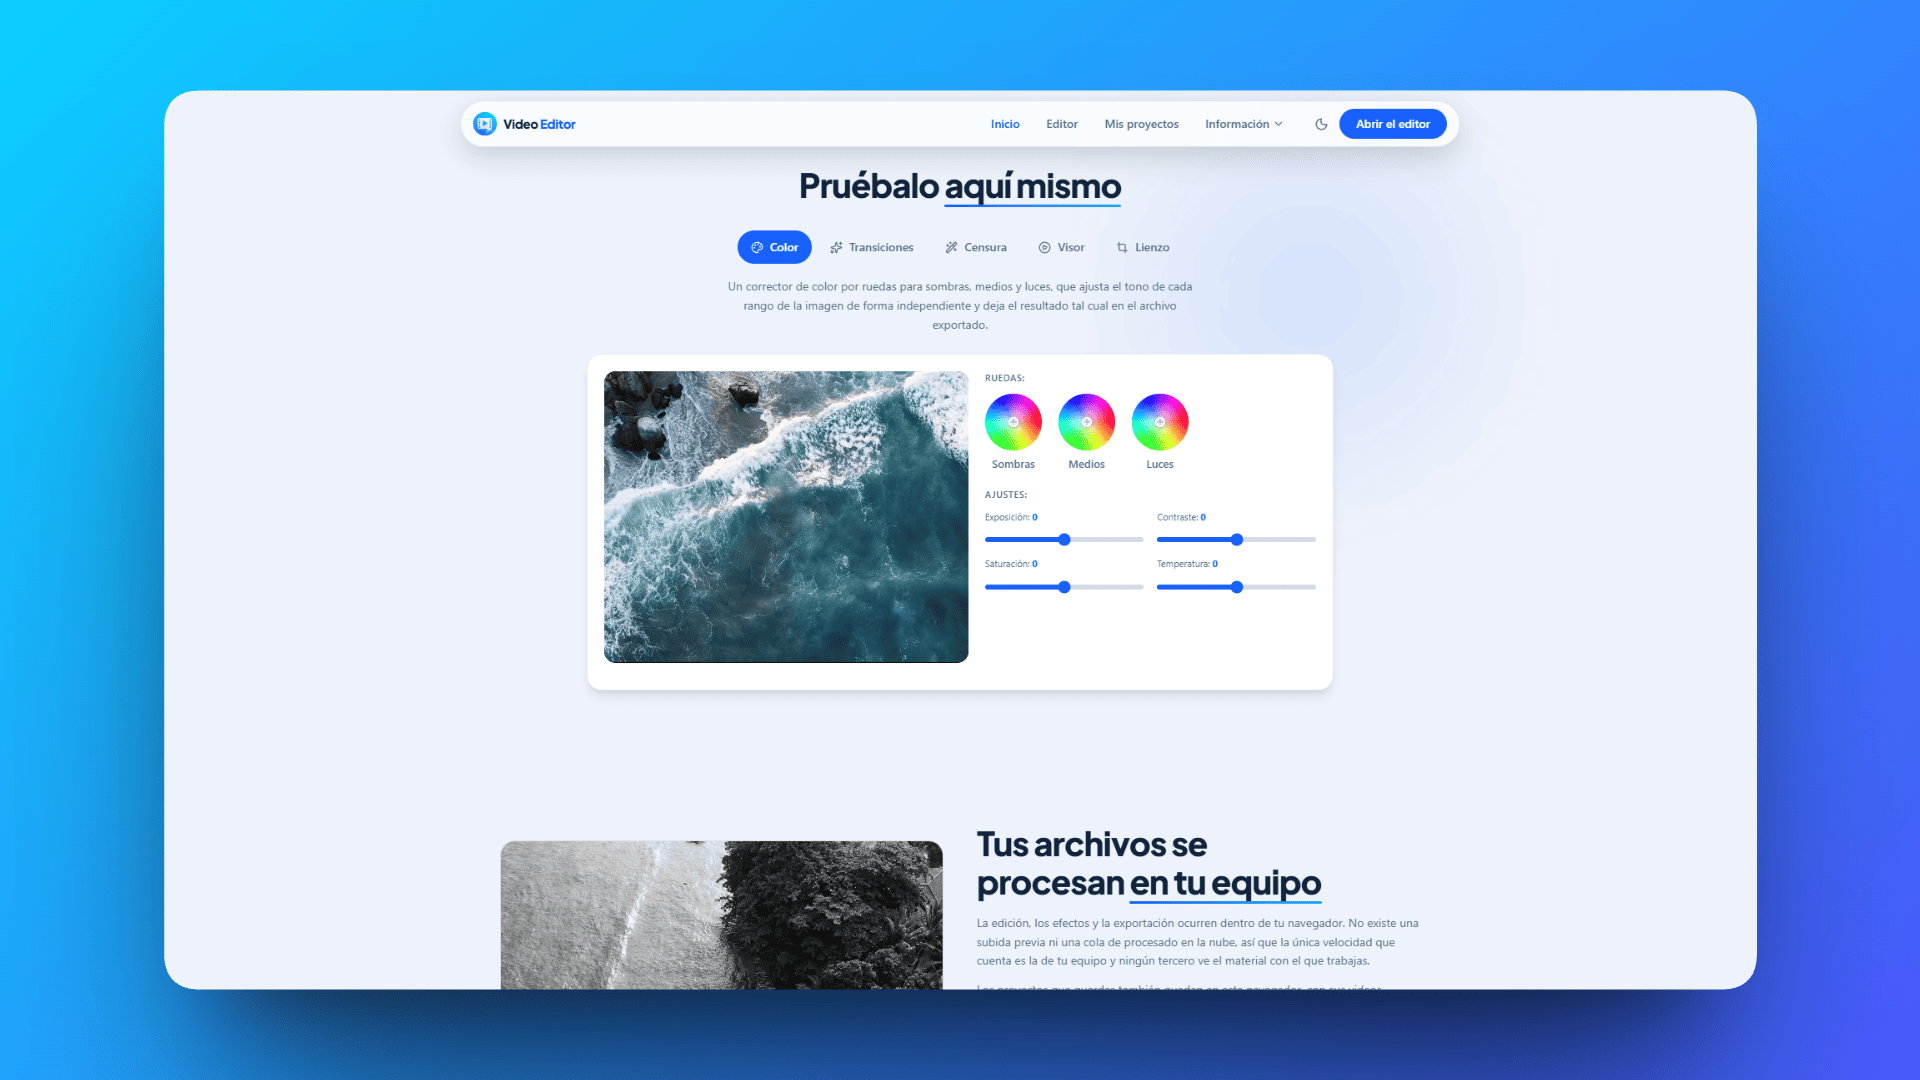 Video Editor
Inicio
Editor
Mis proyectos
Información
Abrir el editor
Pruébalo aquí mismo
Color
Transiciones
Censura
Visor
Lienzo
Un corrector de color por ruedas para sombras, medios y luces, que ajusta el tono de cada
rango de la imagen de forma independiente y deja el resultado tal cual en el archivo
exportado.
RUEDAS:
Sombras
Medios
Luces
AJUSTES:
Exposición: 0
Contraste: 0
Saturación: 0
Temperatura: 0
Tus archivos se
procesan en tu equipo
La edición, los efectos y la exportación ocurren dentro de tu navegador. No existe una
subida previa ni una cola de procesado en la nube, así que la única velocidad que
cuenta es la de tu equipo y ningún tercero ve el material con el que trabajas.